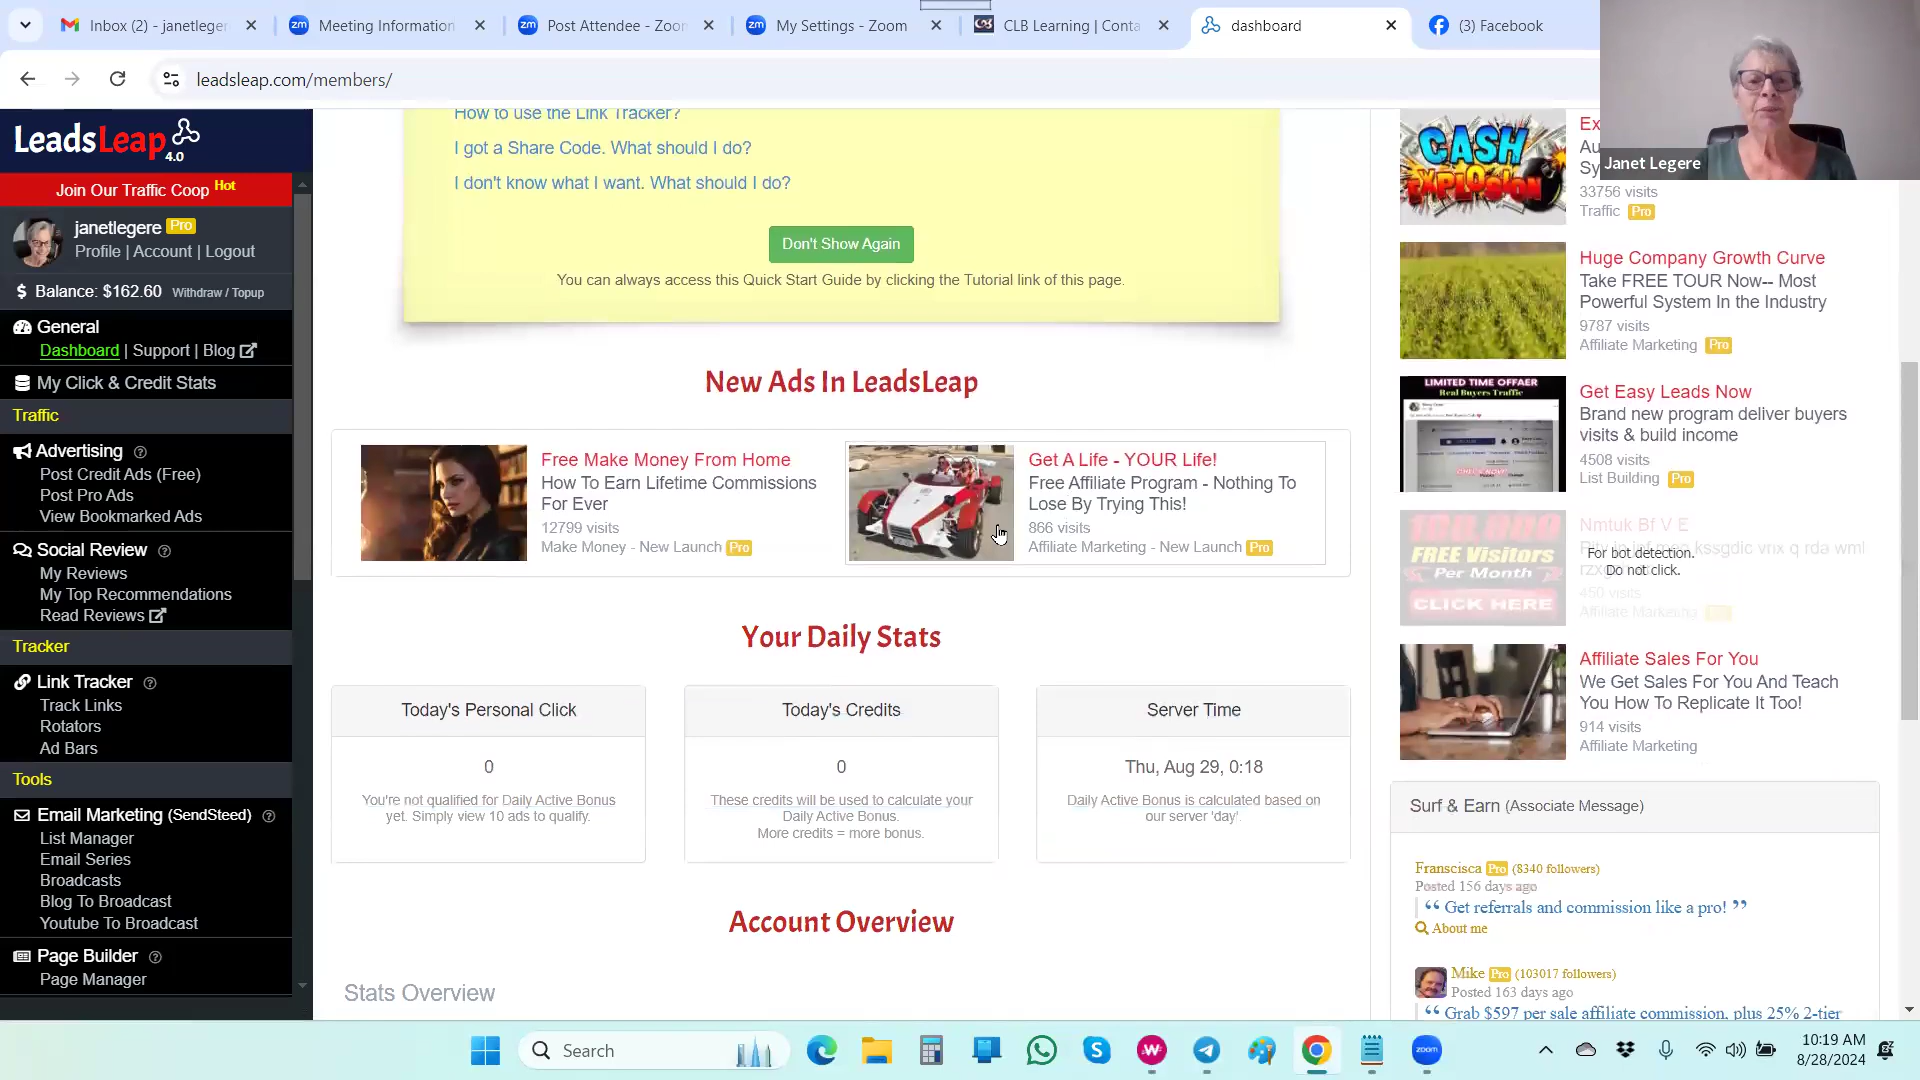 Inbox (2) - janetleger
Meeting Information
Post Attendee - Zoom
My Settings - Zoom
CLB Learning | Conta
dashboard
(3) Facebook
leadsleap.com/members/
Janet Legere
LeadsLeap 4.0
Join Our Traffic Coop Hot
janetlegere Pro
Profile | Account | Logout
$ Balance: $162.60 Withdraw / Topup
General
Dashboard | Support | Blog
My Click & Credit Stats
Traffic
Advertising
Post Credit Ads (Free)
Post Pro Ads
View Bookmarked Ads
Social Review
My Reviews
My Top Recommendations
Read Reviews
Tracker
Link Tracker
Track Links
Rotators
Ad Bars
Tools
Email Marketing (SendSteed)
List Manager
Email Series
Broadcasts
Blog To Broadcast
Youtube To Broadcast
Page Builder
Page Manager
How to use the Link Tracker?
I got a Share Code. What should I do?
I don't know what I want. What should I do?
Don't Show Again
You can always access this Quick Start Guide by clicking the Tutorial link of this page.
New Ads In LeadsLeap
Free Make Money From Home
How To Earn Lifetime Commissions
For Ever
12799 visits
Make Money - New Launch Pro
Get A Life - YOUR Life!
Free Affiliate Program - Nothing To
Lose By Trying This!
866 visits
Affiliate Marketing - New Launch Pro
Your Daily Stats
Today's Personal Click
0
You're not qualified for Daily Active Bonus
yet. Simply view 10 ads to qualify.
Today's Credits
0
These credits will be used to calculate your
Daily Active Bonus.
More credits = more bonus.
Server Time
Thu, Aug 29, 0:18
Daily Active Bonus is calculated based on
our server 'day'.
Account Overview
Stats Overview
CASH
EXPLOSION
Ex
Au
Sy
33756 visits
Traffic Pro
Huge Company Growth Curve
Take FREE TOUR Now-- Most
Powerful System In the Industry
9787 visits
Affiliate Marketing Pro
LIMITED TIME OFFAER
Real Buyers Traffic
Get Easy Leads Now
Brand new program deliver buyers
visits & build income
4508 visits
List Building Pro
100,000
FREE Visitors
Per Month
CLICK HERE
Nmtuk Bf V E
For bot detection.
Do not click.
450 visits
Affiliate Marketing
Affiliate Sales For You
We Get Sales For You And Teach
You How To Replicate It Too!
914 visits
Affiliate Marketing
Surf & Earn (Associate Message)
Franscisca Pro (8340 followers)
Posted 156 days ago
“ Get referrals and commission like a pro! ”
About me
Mike Pro (103017 followers)
Posted 163 days ago
“ Grab $597 per sale affiliate commission, plus 25% 2-tier
Search
zoom
10:19 AM
8/28/2024